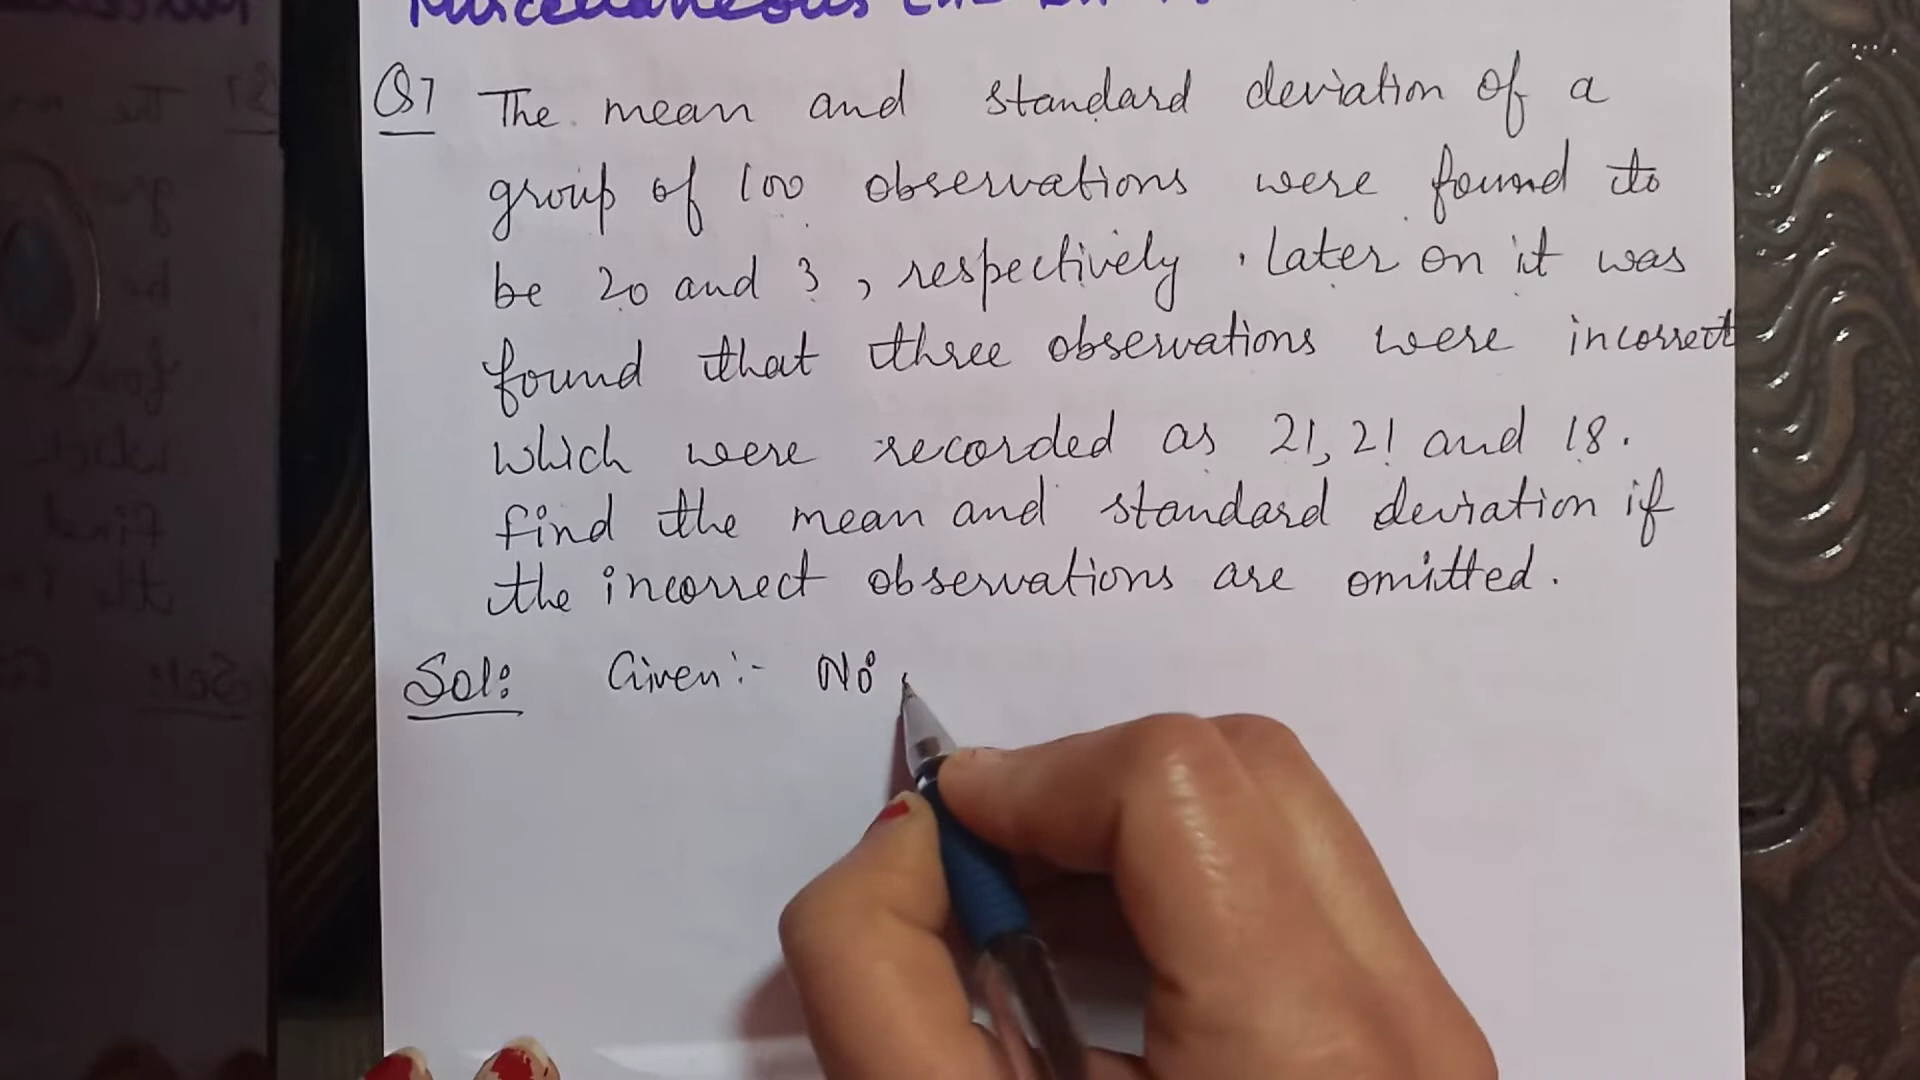 Miscellaneous
Q7 The mean and standard deviation of a
group of 100 observations were found to
be 20 and 3, respectively. Later on it was
found that three observations were incorrect
which were recorded as 21, 21 and 18.
find the mean and standard deviation if
the incorrect observations are omitted.
Sol: Given:- No